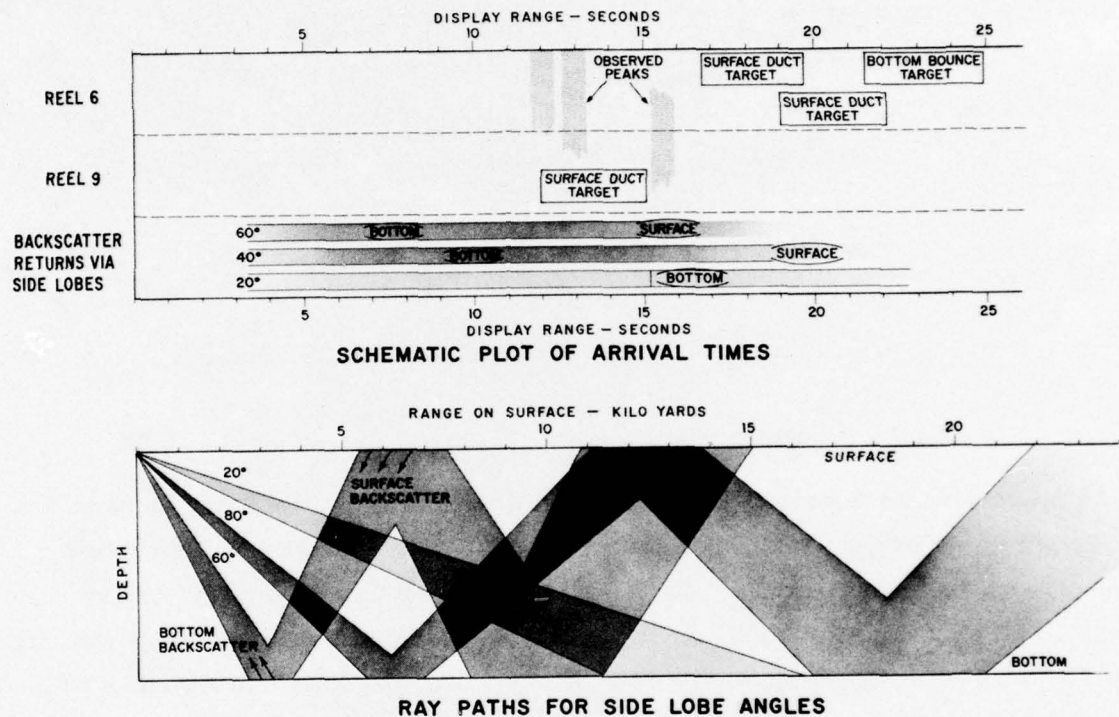 DISPLAY RANGE — SECONDS
5 10 15 20 25
REEL 6
OBSERVED
PEAKS
SURFACE DUCT
TARGET
BOTTOM BOUNCE
TARGET
SURFACE DUCT
TARGET
REEL 9
SURFACE DUCT
TARGET
BACKSCATTER
RETURNS VIA
SIDE LOBES
60° BOTTOM SURFACE
40° BOTTOM SURFACE
20° BOTTOM
5 10 15 20 25
DISPLAY RANGE — SECONDS
SCHEMATIC PLOT OF ARRIVAL TIMES
RANGE ON SURFACE — KILO YARDS
5 10 15 20
SURFACE
20°
80°
60°
SURFACE
BACKSCATTER
DEPTH
BOTTOM
BACKSCATTER
BOTTOM
RAY PATHS FOR SIDE LOBE ANGLES